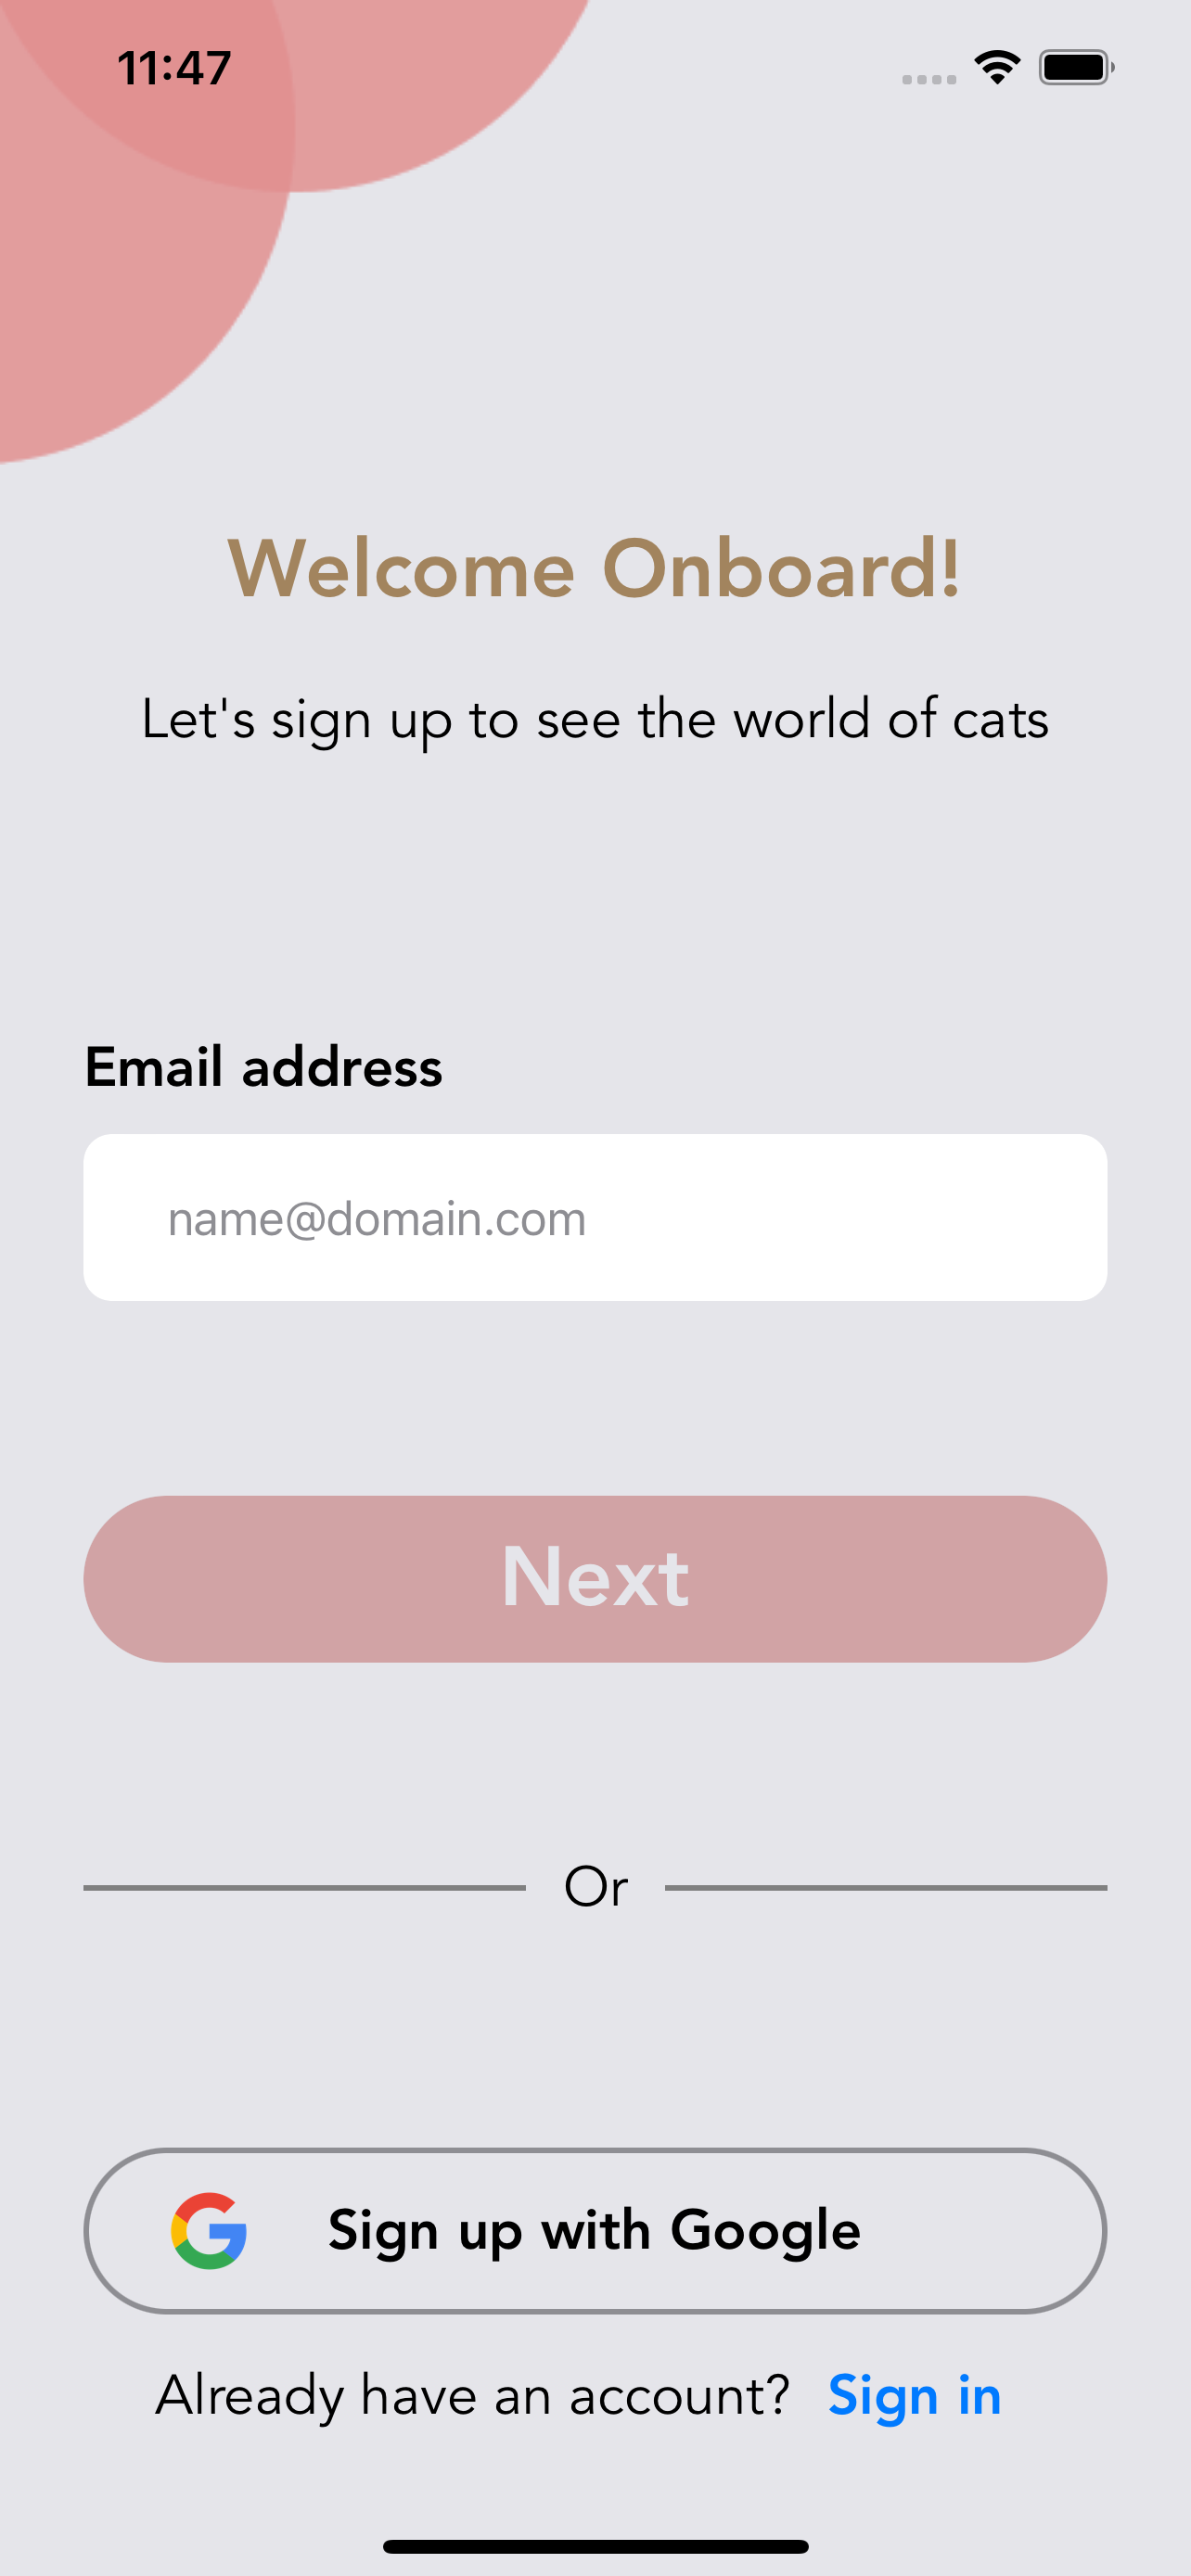 11:47
Welcome Onboard!
Let's sign up to see the world of cats
Email address
name@domain.com
Next
Or
Sign up with Google
Already have an account? Sign in